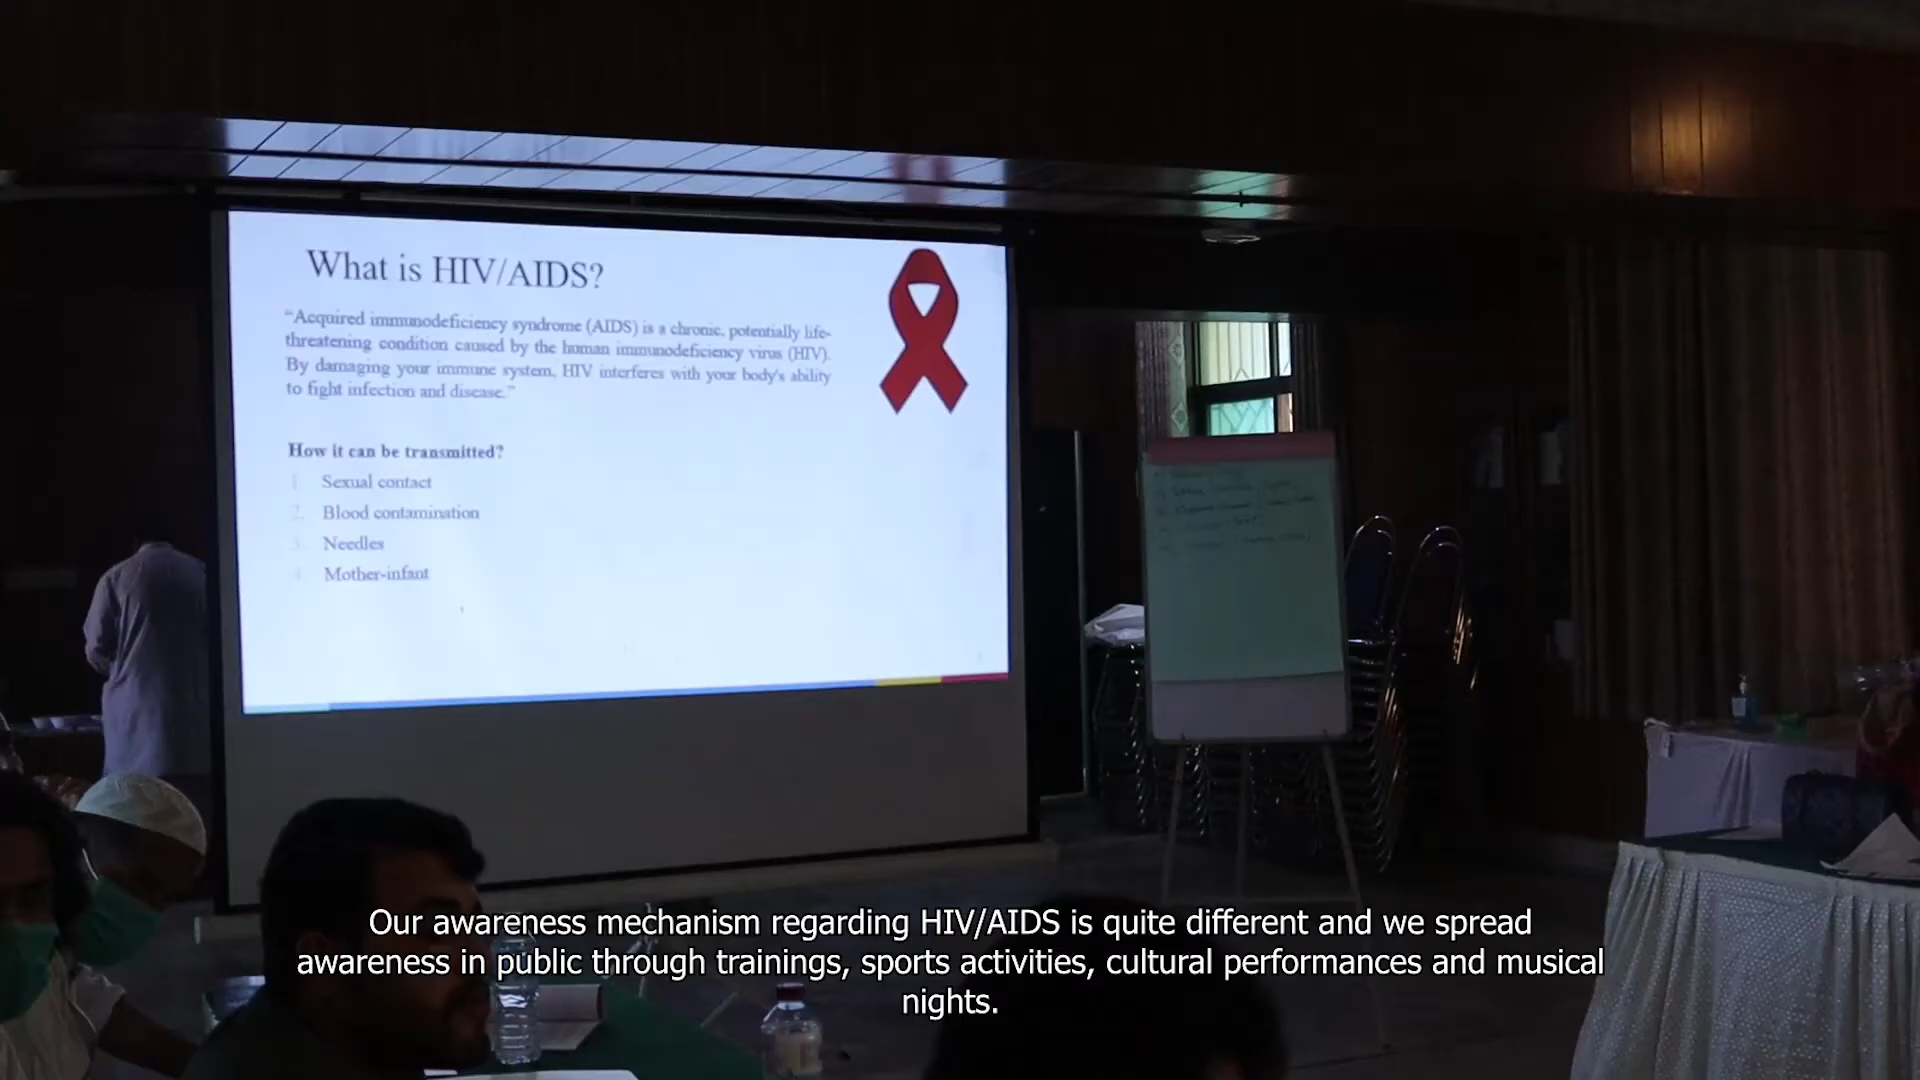 What is HIV/AIDS?
"Acquired immunodeficiency syndrome (AIDS) is a chronic, potentially life-
threatening condition caused by the human immunodeficiency virus (HIV).
By damaging your immune system, HIV interferes with your body's ability
to fight infection and disease."
How it can be transmitted?
1. Sexual contact
2. Blood contamination
3. Needles
4. Mother-infant
Our awareness mechanism regarding HIV/AIDS is quite different and we spread
awareness in public through trainings, sports activities, cultural performances and musical
nights.